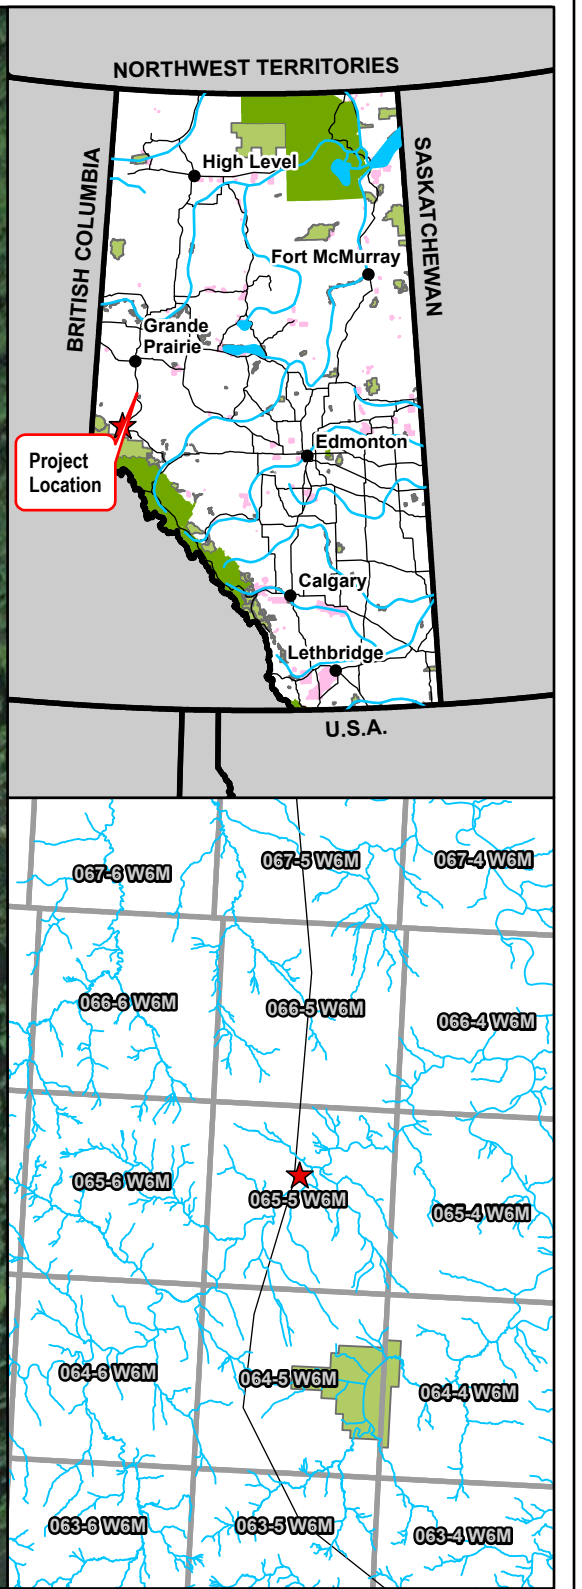 NORTHWEST TERRITORIES
BRITISH COLUMBIA
SASKATCHEWAN
High Level
Fort McMurray
Grande
Prairie
Project
Location
Edmonton
Calgary
Lethbridge
U.S.A.
067-6 W6M
067-5 W6M
067-4 W6M
066-6 W6M
066-5 W6M
066-4 W6M
065-6 W6M
065-5 W6M
065-4 W6M
064-6 W6M
064-5 W6M
064-4 W6M
063-6 W6M
063-5 W6M
063-4 W6M